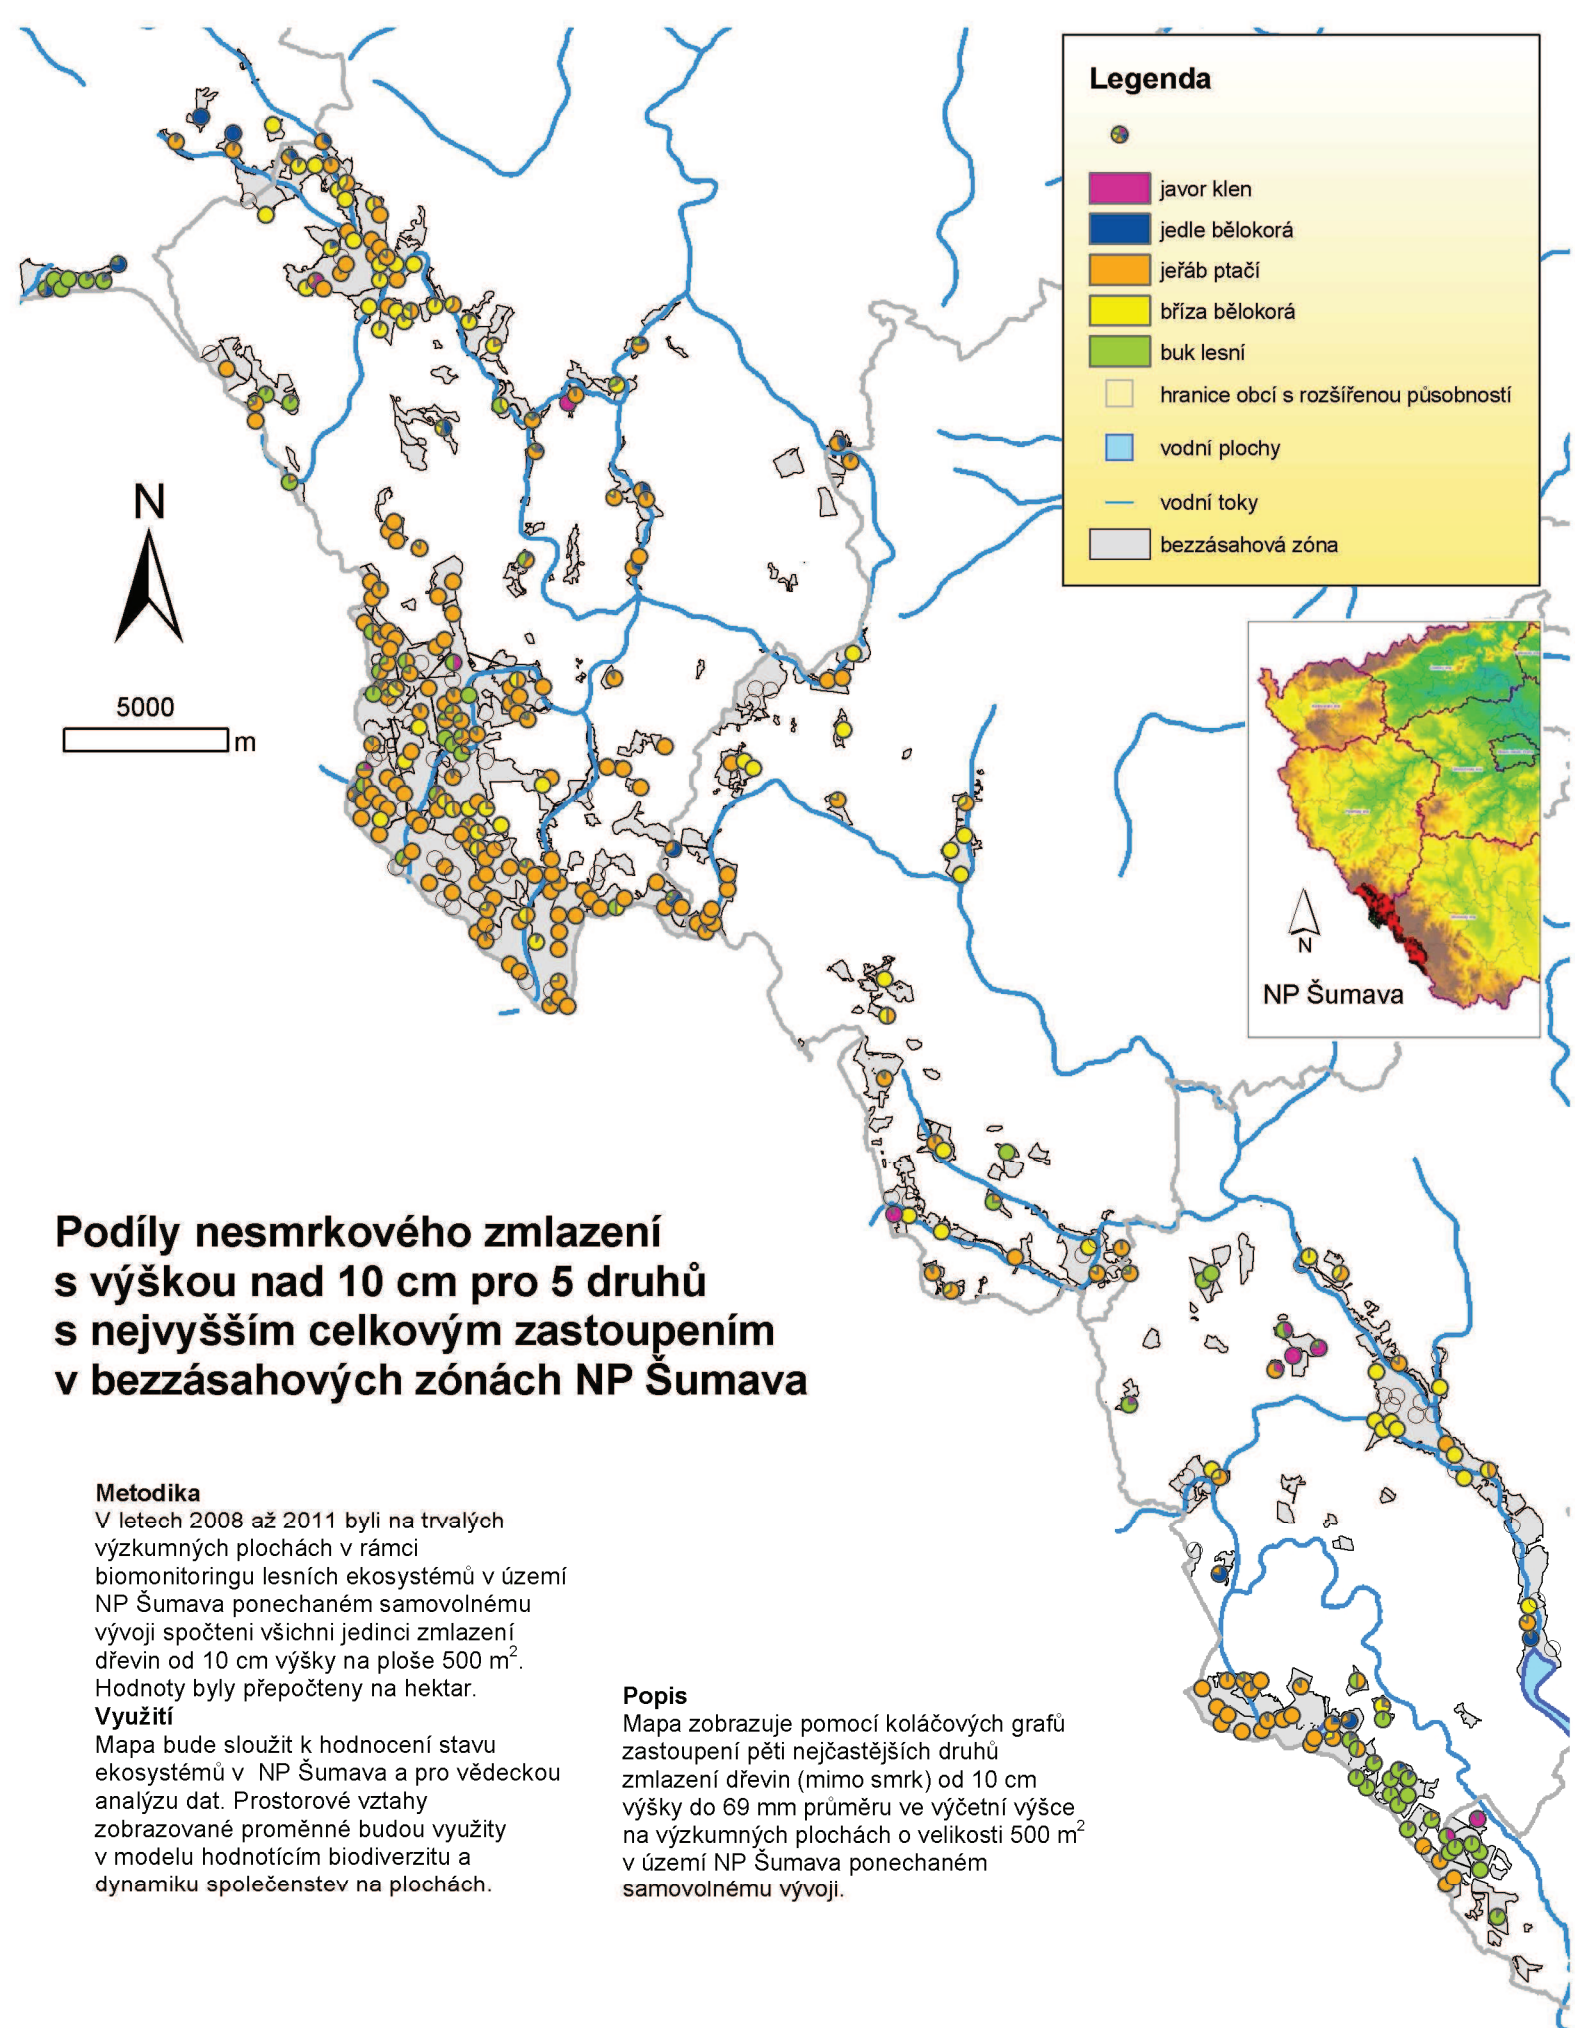 Legenda
javor klen
jedle bělokorá
jeřáb ptačí
bříza bělokorá
buk lesní
hranice obcí s rozšířenou působností
vodní plochy
vodní toky
bezzásahová zóna
N
5000
m
N
NP Šumava
Podíly nesmrkového zmlazení
s výškou nad 10 cm pro 5 druhů
s nejvyšším celkovým zastoupením
v bezzásahových zónách NP Šumava
Metodika
V letech 2008 až 2011 byli na trvalých
výzkumných plochách v rámci
biomonitoringu lesních ekosystémů v území
NP Šumava ponechaném samovolnému
vývoji spočteni všichni jedinci zmlazení
dřevin od 10 cm výšky na ploše 500 m².
Hodnoty byly přepočteny na hektar.
Využití
Mapa bude sloužit k hodnocení stavu
ekosystémů v NP Šumava a pro vědeckou
analýzu dat. Prostorové vztahy
zobrazované proměnné budou využity
v modelu hodnotícím biodiverzitu a
dynamiku společenstev na plochách.
Popis
Mapa zobrazuje pomocí koláčových grafů
zastoupení pěti nejčastějších druhů
zmlazení dřevin (mimo smrk) od 10 cm
výšky do 69 mm průměru ve výčetní výšce
na výzkumných plochách o velikosti 500 m²
v území NP Šumava ponechaném
samovolnému vývoji.